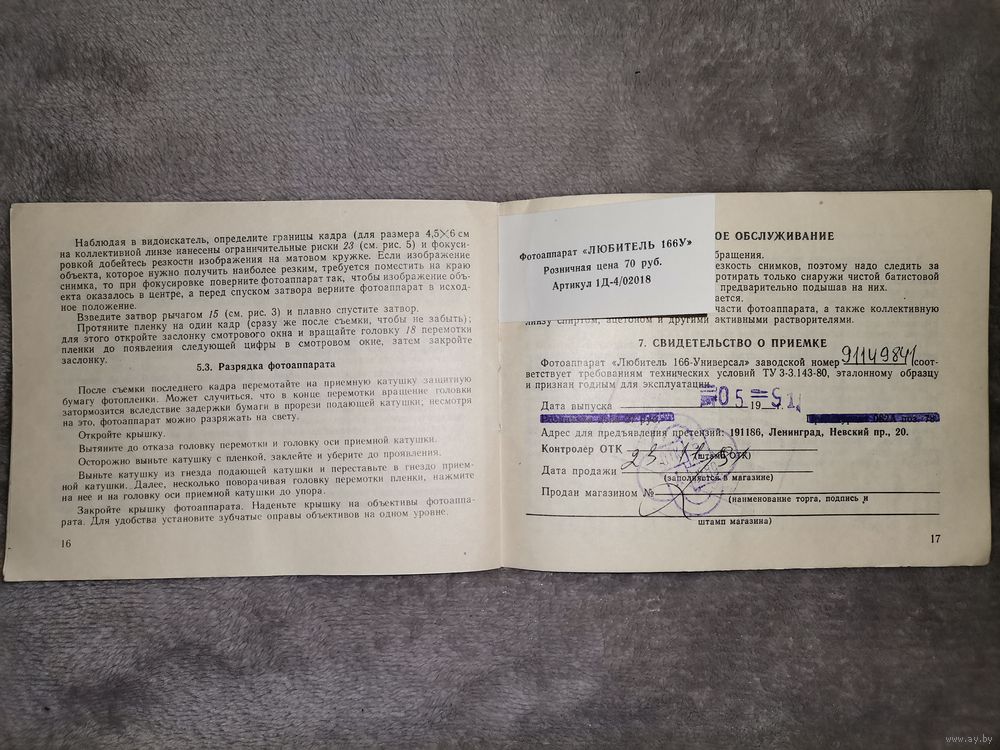 Наблюдая в видоискатель, определите границы кадра (для размера 4,5×6 см
на коллективной линзе нанесены ограничительные риски 23 (см. рис. 5) и фокуси-
ровкой добейтесь резкости изображения на матовом кружке. Если изображение
объекта, которое нужно получить наиболее резким, требуется поместить на краю
снимка, то при фокусировке поверните фотоаппарат так, чтобы изображение объ-
екта оказалось в центре, а перед спуском затвора верните фотоаппарат в исход-
ное положение.
Взведите затвор рычагом 15 (см. рис. 3) и плавно спустите затвор.
Протяните пленку на один кадр (сразу же после съемки, чтобы не забыть);
для этого откройте заслонку смотрового окна и вращайте головку 18 перемотки
пленки до появления следующей цифры в смотровом окне, затем закройте
заслонку.
5.3. Разрядка фотоаппарата
После съемки последнего кадра перемотайте на приемную катушку защитную
бумагу фотопленки. Может случиться, что в конце перемотки вращение головки
затормозится вследствие задержки бумаги в прорези подающей катушки; несмотря
на это, фотоаппарат можно разряжать на свету.
Откройте крышку.
Вытяните до отказа головку перемотки и головку оси приемной катушки.
Осторожно выньте катушку с пленкой, заклейте и уберите до проявления.
Выньте катушку из гнезда подающей катушки и переставьте в гнездо прием-
ной катушки. Далее, несколько поворачивая головку перемотки пленки, нажмите
на нее и на головку оси приемной катушки до упора.
Закройте крышку фотоаппарата. Наденьте крышку на объективы фотоаппа-
рата. Для удобства установите зубчатые оправы объективов на одном уровне.
16
Фотоаппарат «ЛЮБИТЕЛЬ 166У»
Розничная цена 70 руб.
Артикул 1Д-4/02018
ОЕ ОБСЛУЖИВАНИЕ
бращения.
езкость снимков, поэтому надо следить за
ротирать только снаружи чистой батистовой
предварительно подышав на них.
ается.
части фотоаппарата, а также коллективную
линзу спиртом, ацетоном и другими активными растворителями.
7. СВИДЕТЕЛЬСТВО О ПРИЕМКЕ
Фотоаппарат «Любитель 166-Универсал» заводской номер 91149841 соот-
ветствует требованиям технических условий ТУ 3-3.143-80, эталонному образцу
и признан годным для эксплуатации.
Дата выпуска 05 19
Адрес для предъявления претензий: 191186, Ленинград, Невский пр., 20.
Контролер ОТК
(штамп ОТК)
Дата продажи
(заполняется в магазине)
Продан магазином №
(наименование торга, подпись и
штамп магазина)
17
www.ay.by